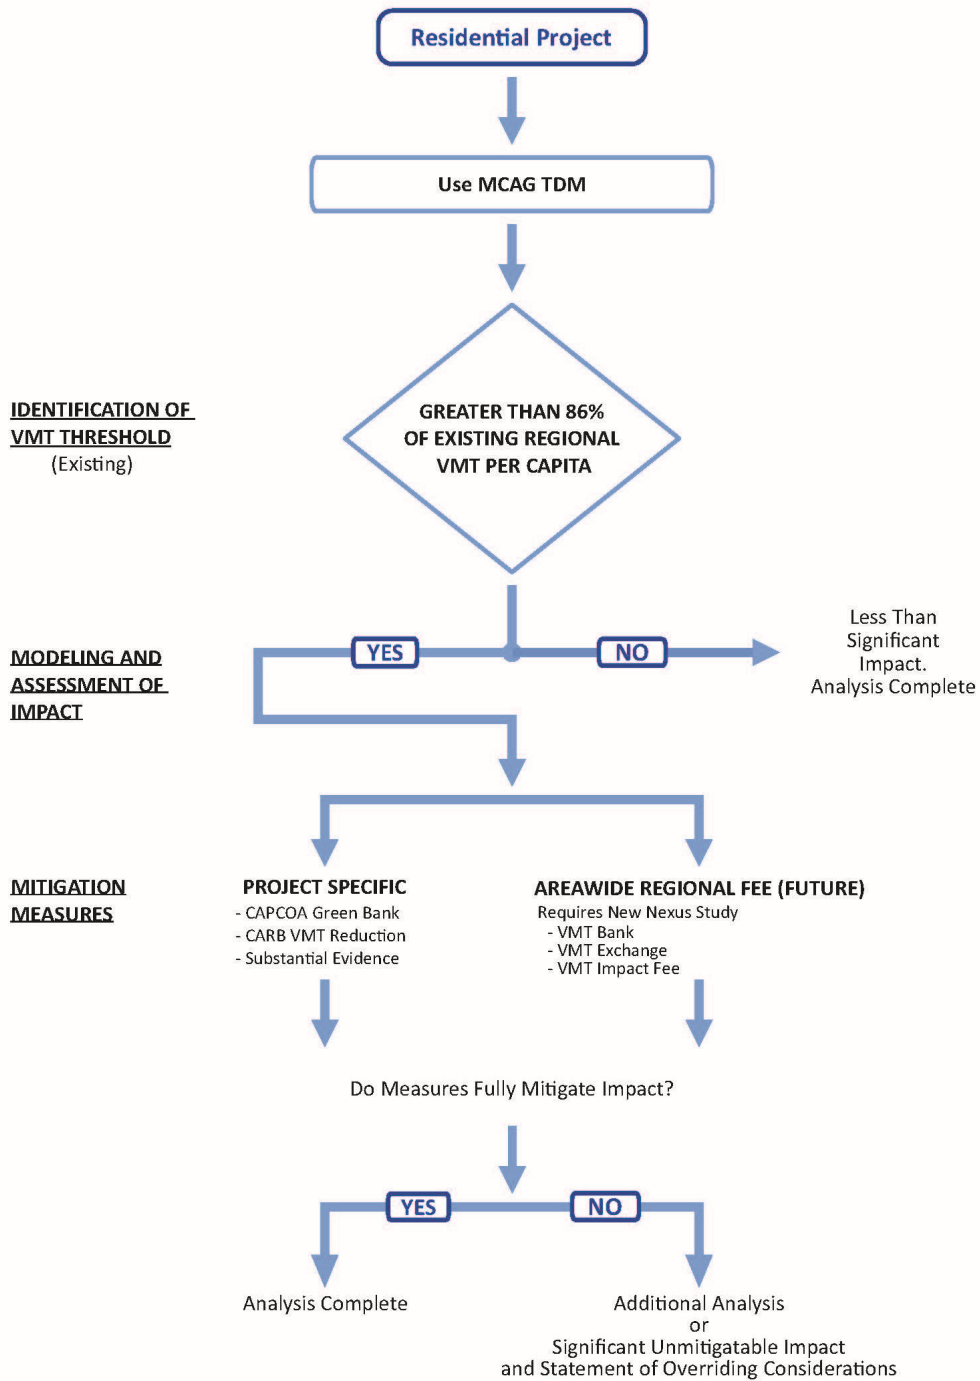 Residential Project
Use MCAG TDM
IDENTIFICATION OF
VMT THRESHOLD
(Existing)
GREATER THAN 86%
OF EXISTING REGIONAL
VMT PER CAPITA
MODELING AND
ASSESSMENT OF
IMPACT
YES
NO
Less Than
Significant
Impact.
Analysis Complete
MITIGATION
MEASURES
PROJECT SPECIFIC
- CAPCOA Green Bank
- CARB VMT Reduction
- Substantial Evidence
AREAWIDE REGIONAL FEE (FUTURE)
Requires New Nexus Study
- VMT Bank
- VMT Exchange
- VMT Impact Fee
Do Measures Fully Mitigate Impact?
YES
NO
Analysis Complete
Additional Analysis
or
Significant Unmitigatable Impact
and Statement of Overriding Considerations